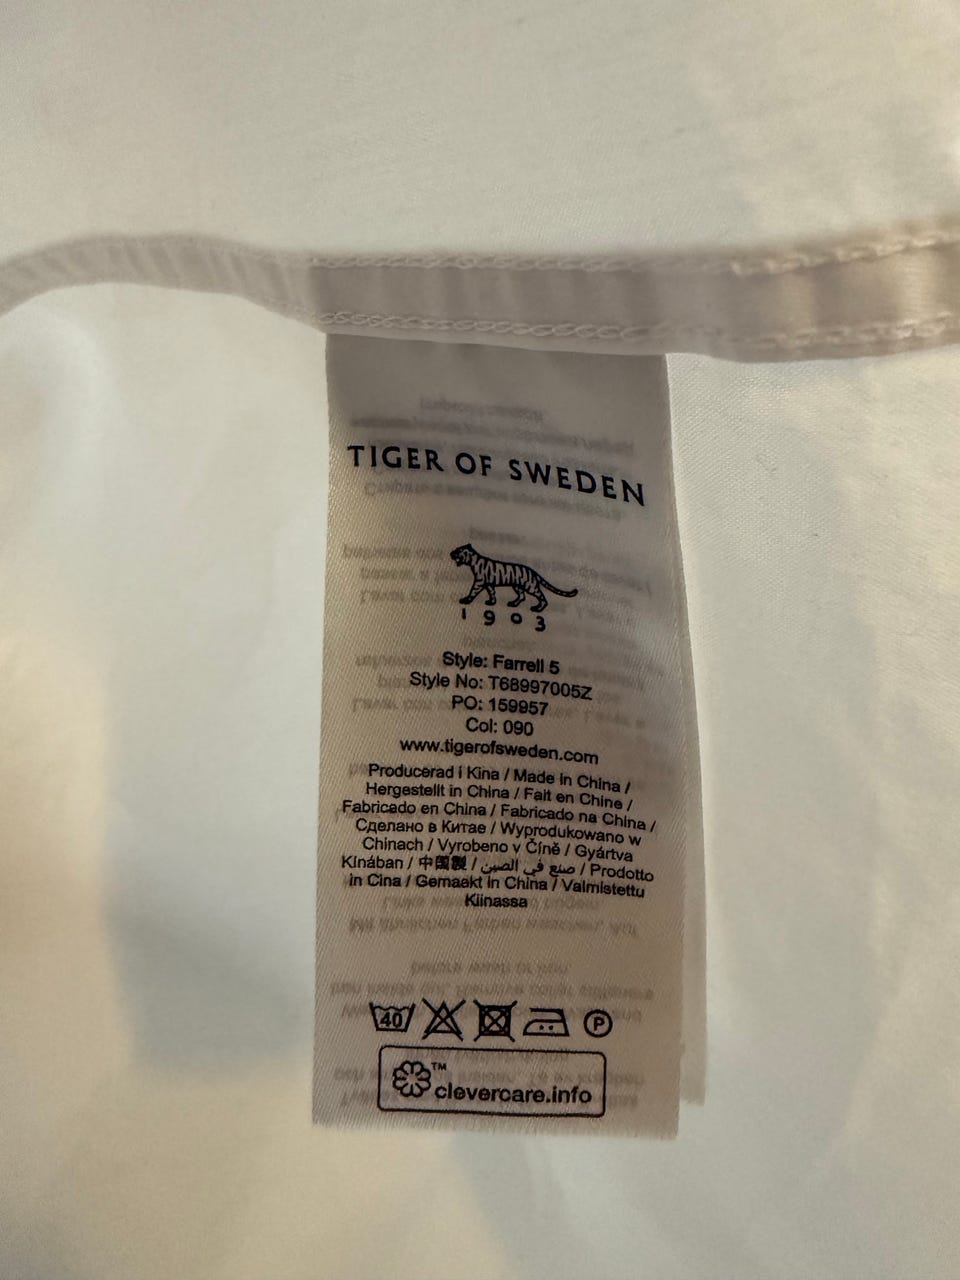 TIGER OF SWEDEN
1903
Style: Farrell 5
Style No: T68997005Z
PO: 159957
Col: 090
www.tigerofsweden.com
Producerad i Kina / Made in China /
Hergestellt in China / Fait en Chine /
Fabricado en China / Fabricado na China /
Сделано в Китае / Wyprodukowano w
Chinach / Vyrobeno v Číně / Gyártva
Kínában / 中国製 / صنع في الصين / Prodotto
in Cina / Gemaakt in China / Valmistettu
Kiinassa
40 P
™
clevercare.info